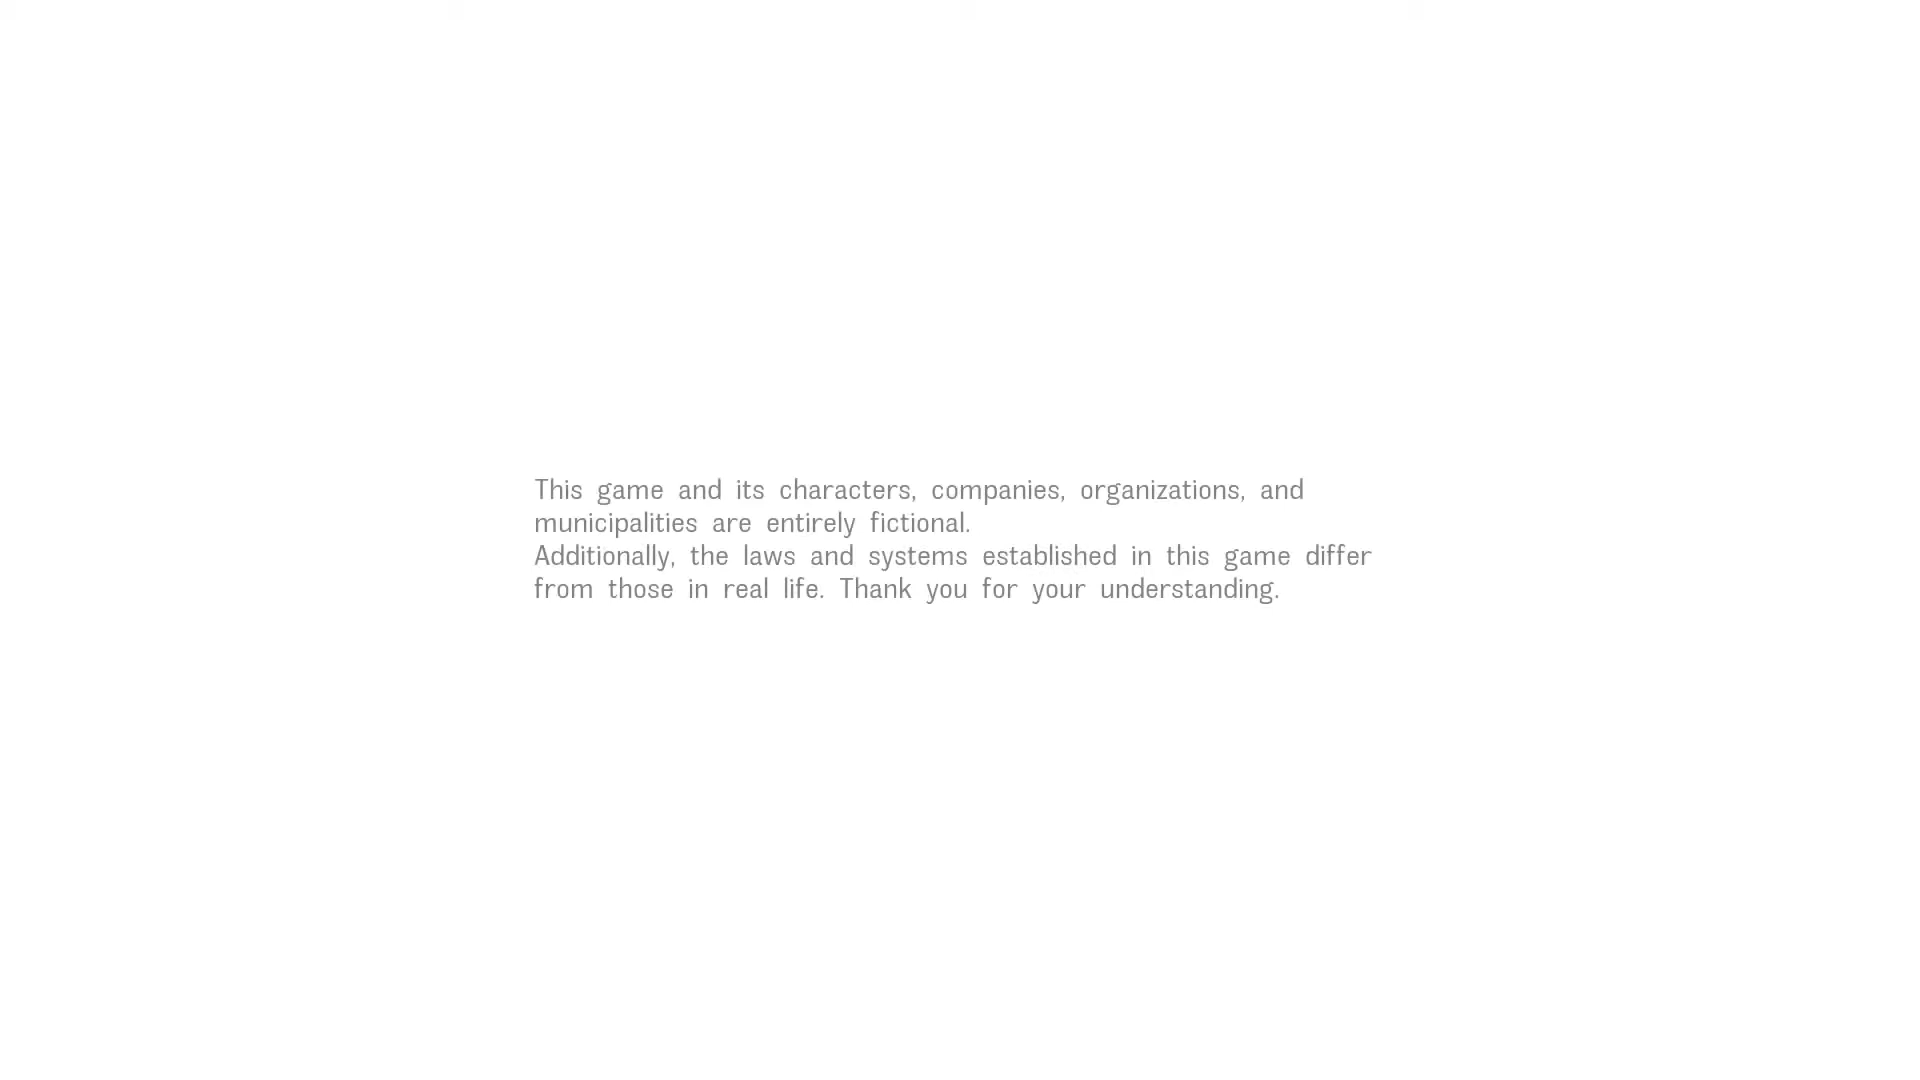 This game and its characters, companies, organizations, and
municipalities are entirely fictional.
Additionally, the laws and systems established in this game differ
from those in real life. Thank you for your understanding.